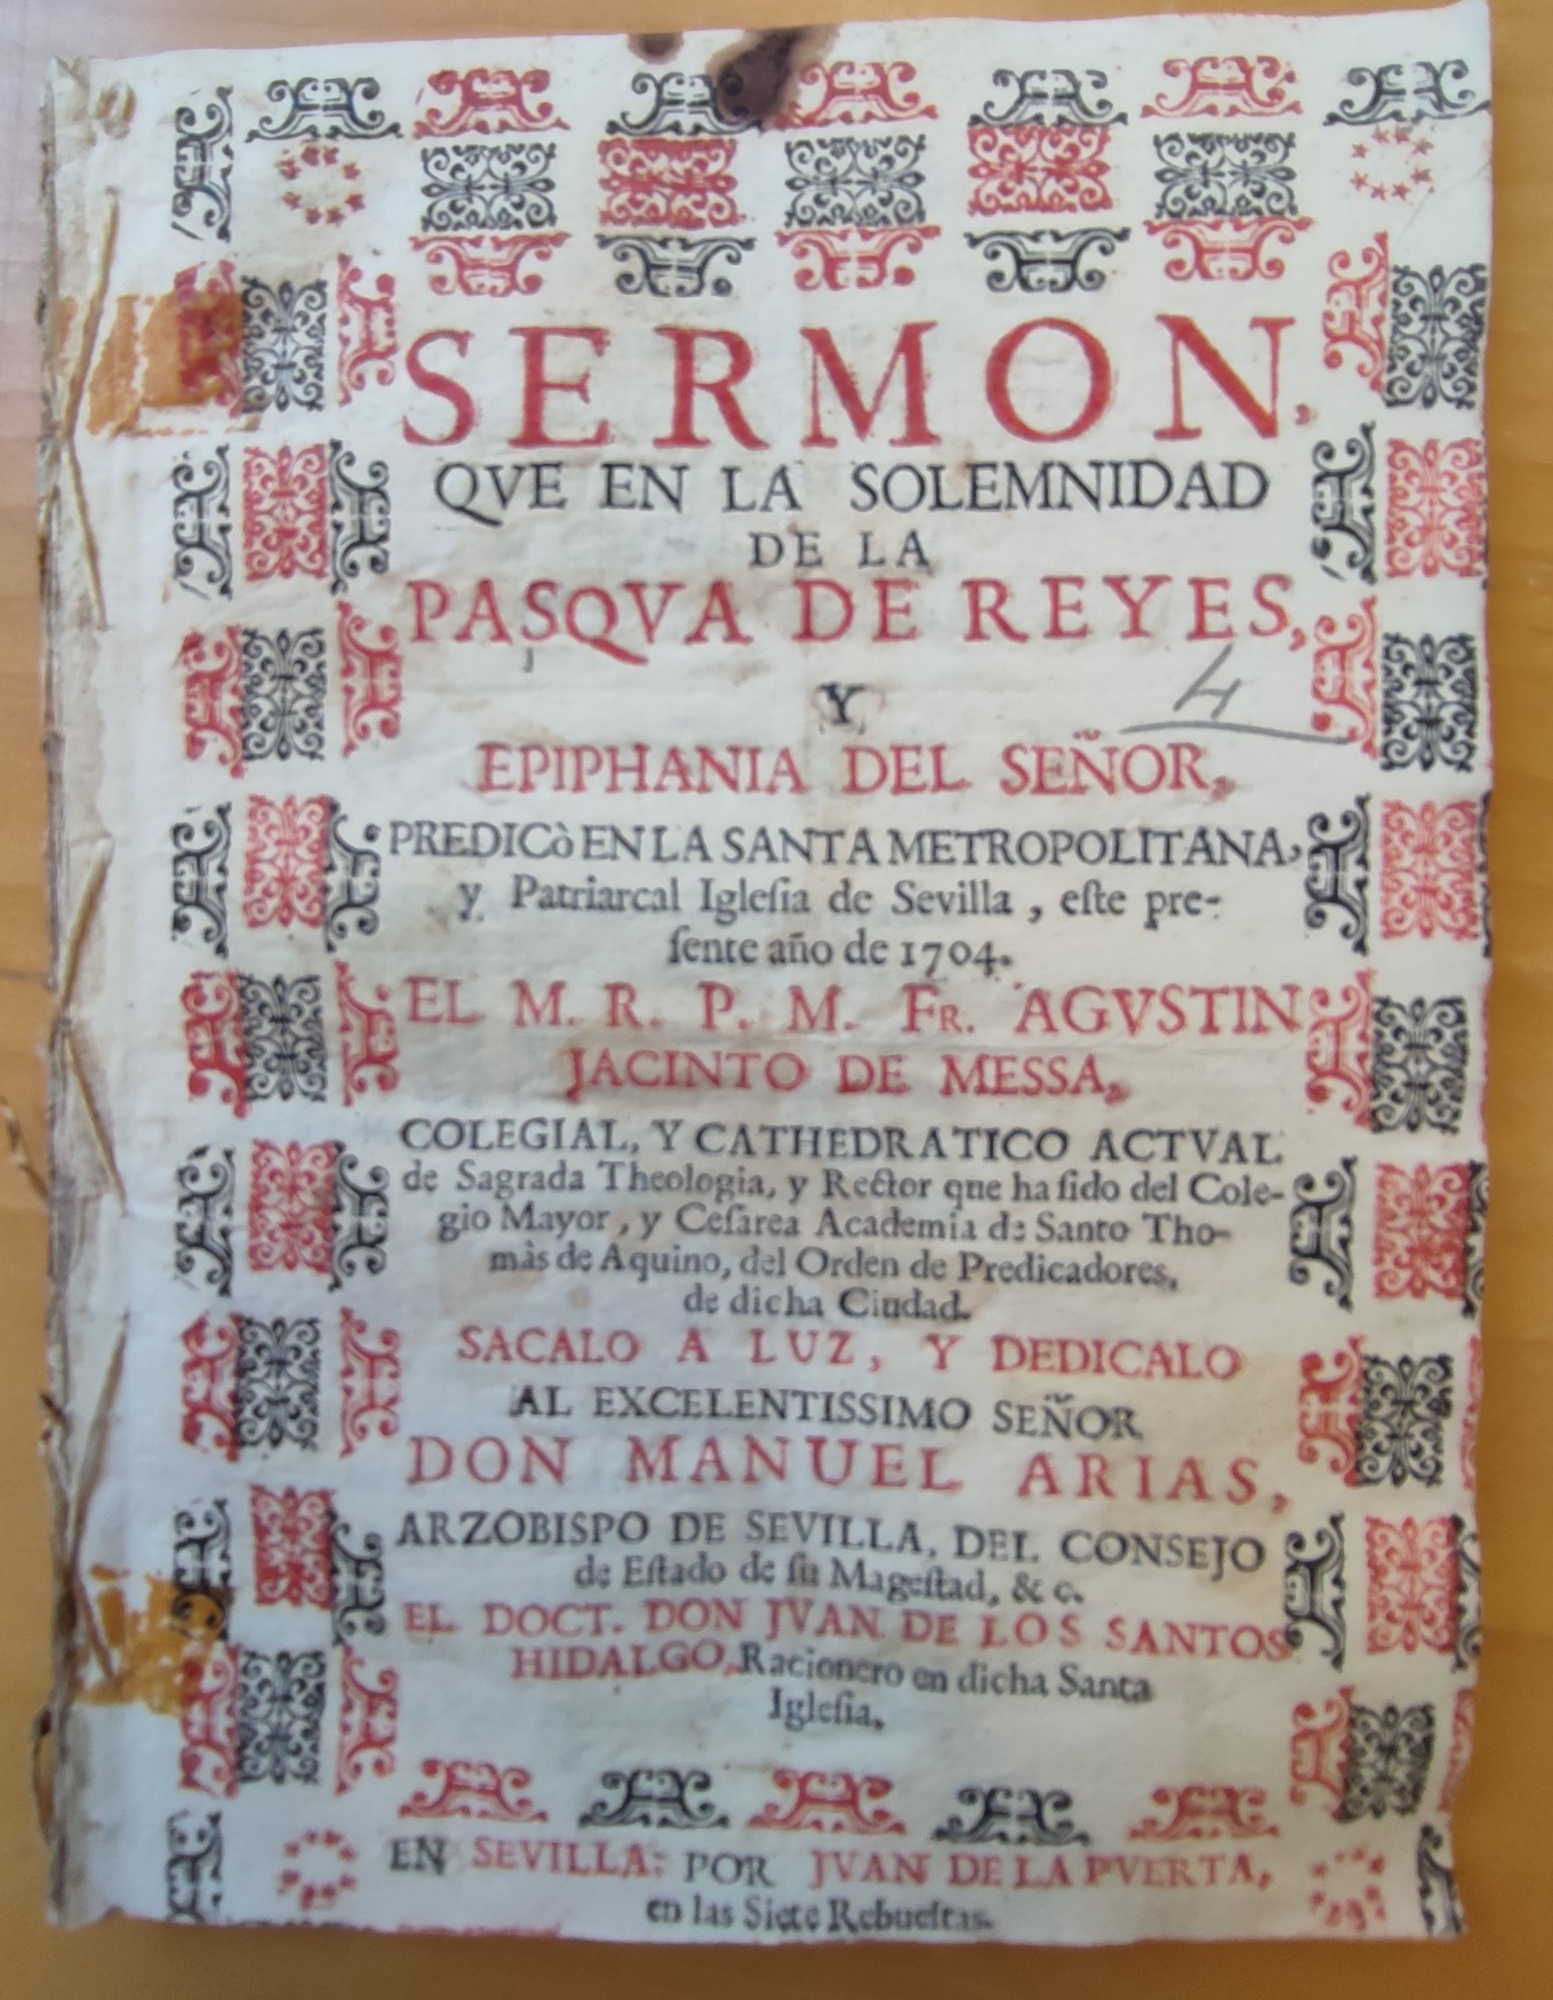 SERMON,
QVE EN LA SOLEMNIDAD
DE LA
PASQVA DE REYES,
4
Y
EPIPHANIA DEL SEÑOR,
PREDICò EN LA SANTA METROPOLITANA,
y Patriarcal Igleſia de Sevilla, eſte pre-
ſente año de 1704.
EL M. R. P. M. FR. AGVSTIN
JACINTO DE MESSA,
COLEGIAL, Y CATHEDRATICO ACTVAL
de Sagrada Theologia, y Rector que ha ſido del Cole-
gio Mayor, y Ceſarea Academia de Santo Tho-
màs de Aquino, del Orden de Predicadores,
de dicha Ciudad.
SACALO A LUZ, Y DEDICALO
AL EXCELENTISSIMO SEÑOR
DON MANUEL ARIAS,
ARZOBISPO DE SEVILLA, DEL CONSEJO
de Eſtado de ſu Mageſtad, & c.
EL DOCT. DON JVAN DE LOS SANTOS
HIDALGO, Racionero en dicha Santa
Igleſia.
EN SEVILLA: POR JVAN DE LA PVERTA,
en las Siete Rebueltas.